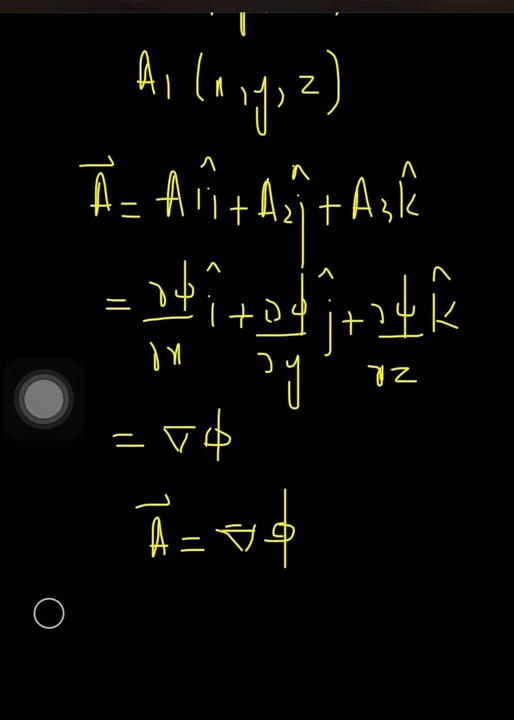 A₁ (x, y, z)
A⃗ = A₁î + A₂ĵ + A₃k̂
= ∂ϕ/∂x î + ∂ϕ/∂y ĵ + ∂ϕ/∂z k̂
= ∇ϕ
A⃗ = ∇ϕ